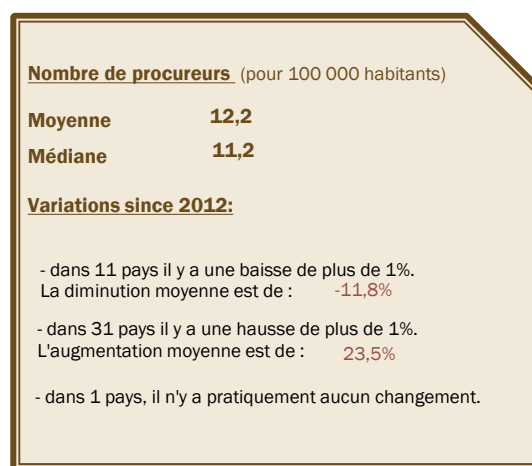 Nombre de procureurs (pour 100 000 habitants)
Moyenne 12,2
Médiane 11,2
Variations since 2012:
- dans 11 pays il y a une baisse de plus de 1%.
La diminution moyenne est de : -11,8%
- dans 31 pays il y a une hausse de plus de 1%.
L'augmentation moyenne est de : 23,5%
- dans 1 pays, il n'y a pratiquement aucun changement.